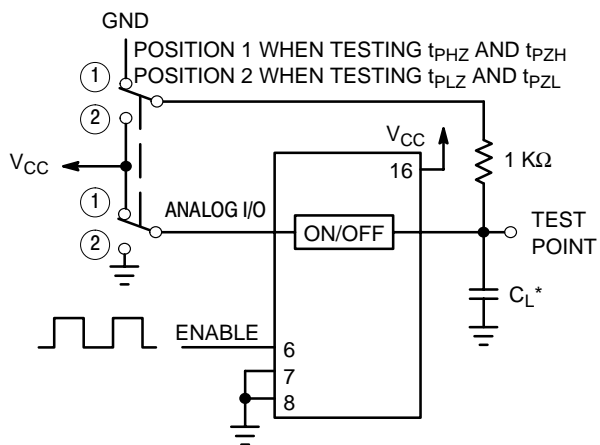 GND
POSITION 1 WHEN TESTING tPHZ AND tPZH
POSITION 2 WHEN TESTING tPLZ AND tPZL
1
2
VCC
VCC
16
1 KΩ
1
ANALOG I/O
ON/OFF
TEST
POINT
2
CL*
ENABLE
6
7
8